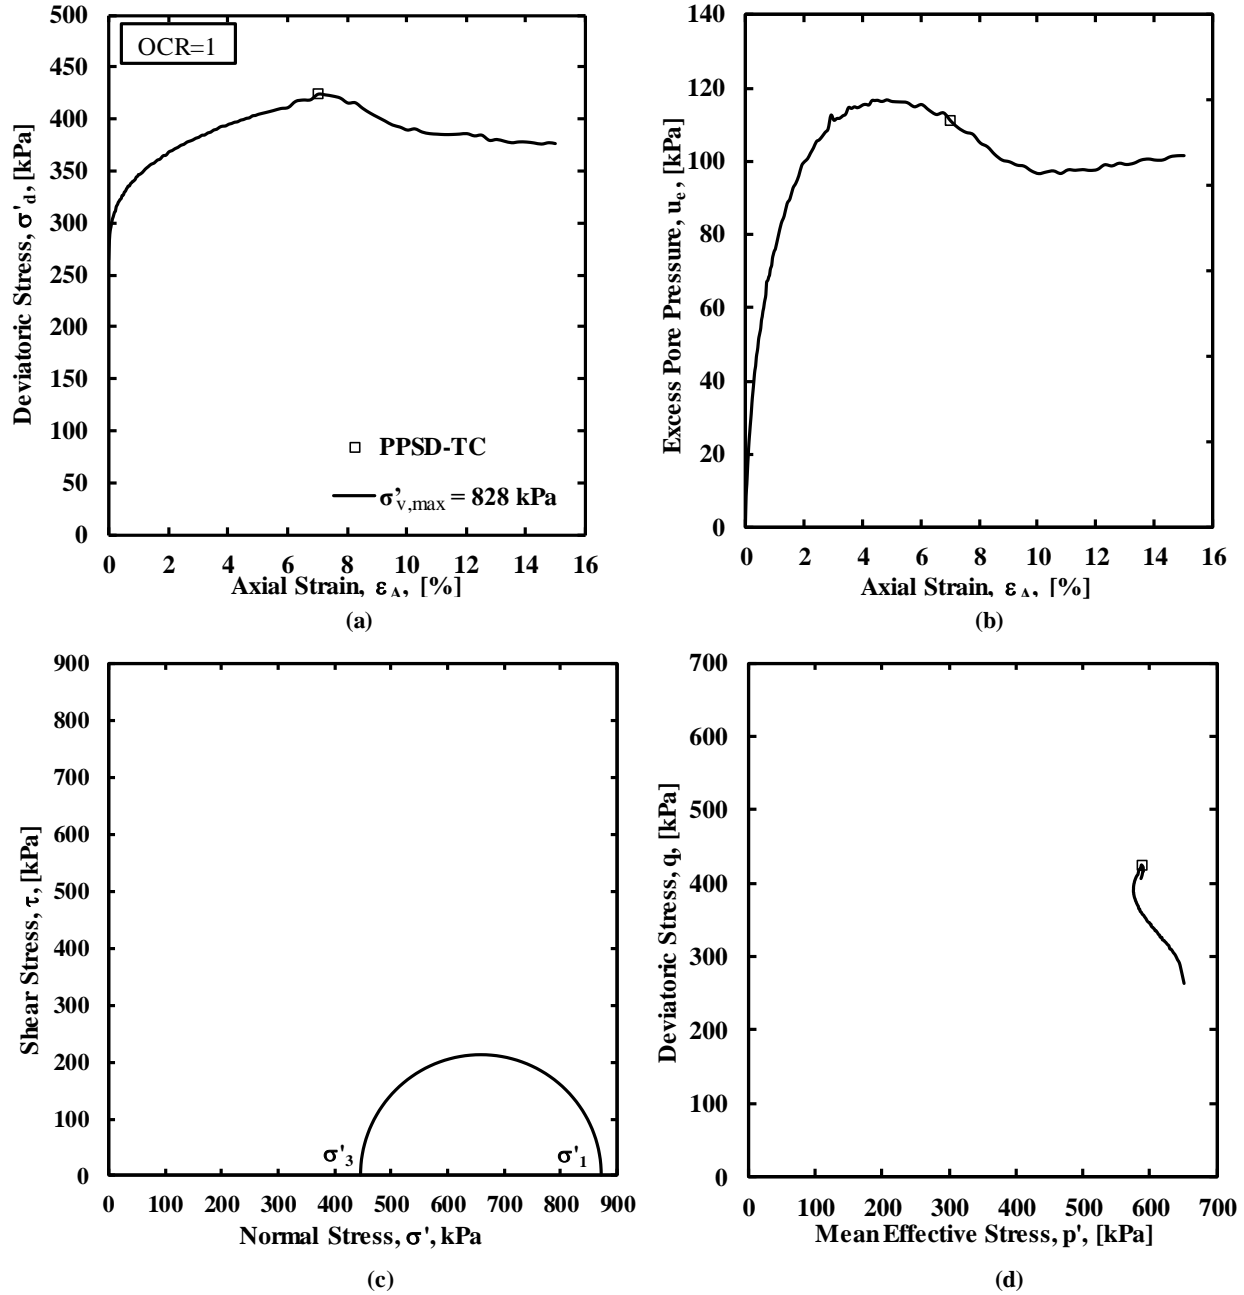 500
450
400
350
300
250
200
150
100
50
0
Deviatoric Stress, σ'd, [kPa]
OCR=1
PPSD-TC
σ'v,max = 828 kPa
0 2 4 6 8 10 12 14 16
Axial Strain, εA, [%]
(a)
140
120
100
80
60
40
20
0
Excess Pore Pressure, ue, [kPa]
0 2 4 6 8 10 12 14 16
Axial Strain, εA, [%]
(b)
900
800
700
600
500
400
300
200
100
0
Shear Stress, τ, [kPa]
σ'3
σ'1
0 100 200 300 400 500 600 700 800 900
Normal Stress, σ', kPa
(c)
700
600
500
400
300
200
100
0
Deviatoric Stress, q, [kPa]
0 100 200 300 400 500 600 700
Mean Effective Stress, p', [kPa]
(d)